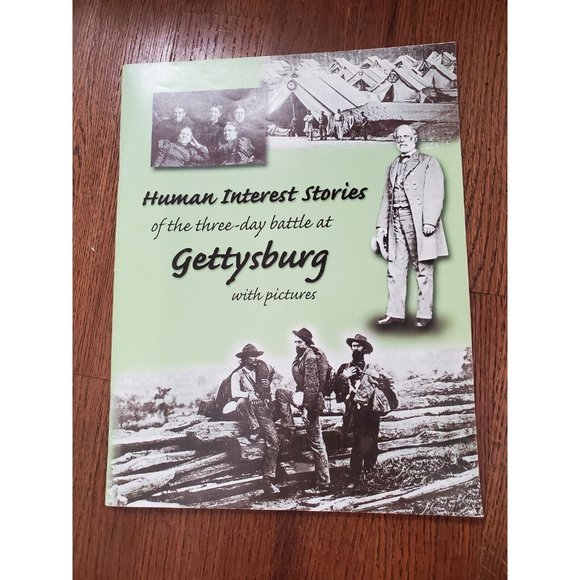 Human Interest Stories
of the three-day battle at
Gettysburg
with pictures